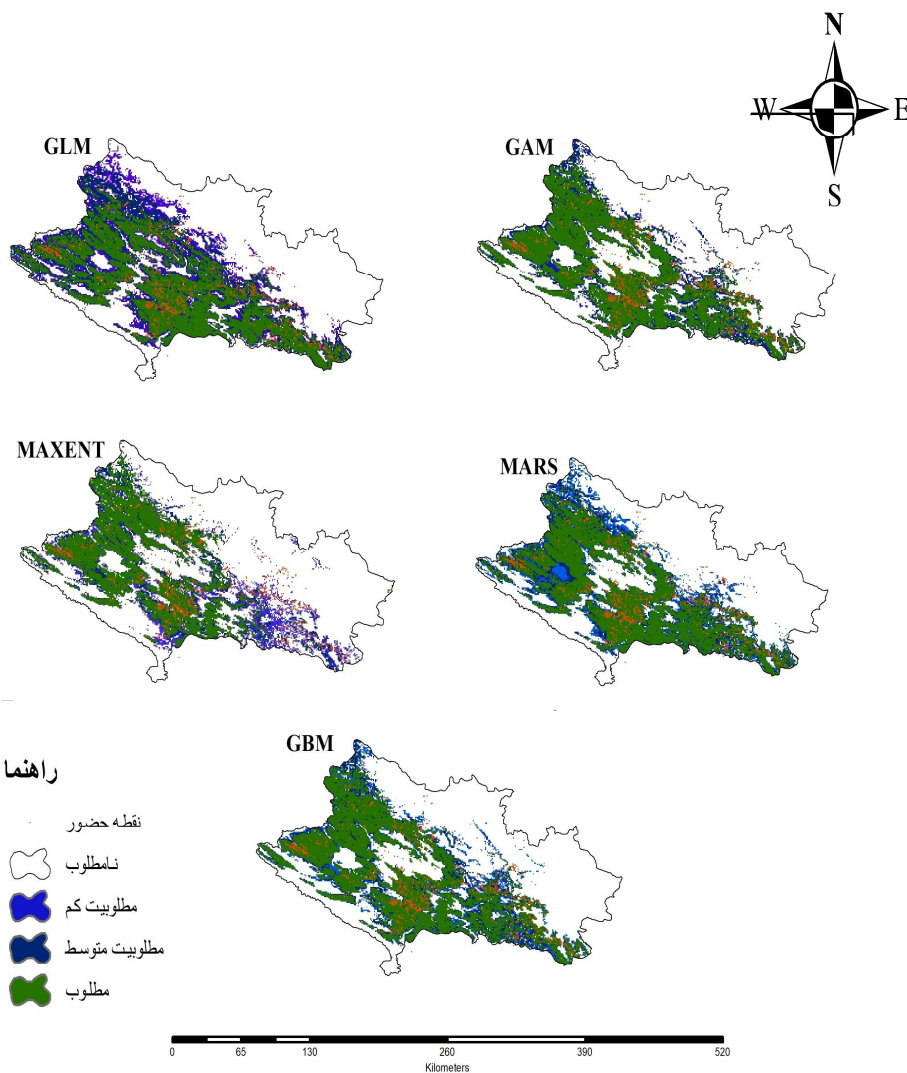 N
W E
S
GLM
GAM
MAXENT
MARS
GBM
راهنما
نقطه حضور
نامطلوب
مطلوبیت کم
مطلوبیت متوسط
مطلوب
0 65 130 260 390 520
Kilometers